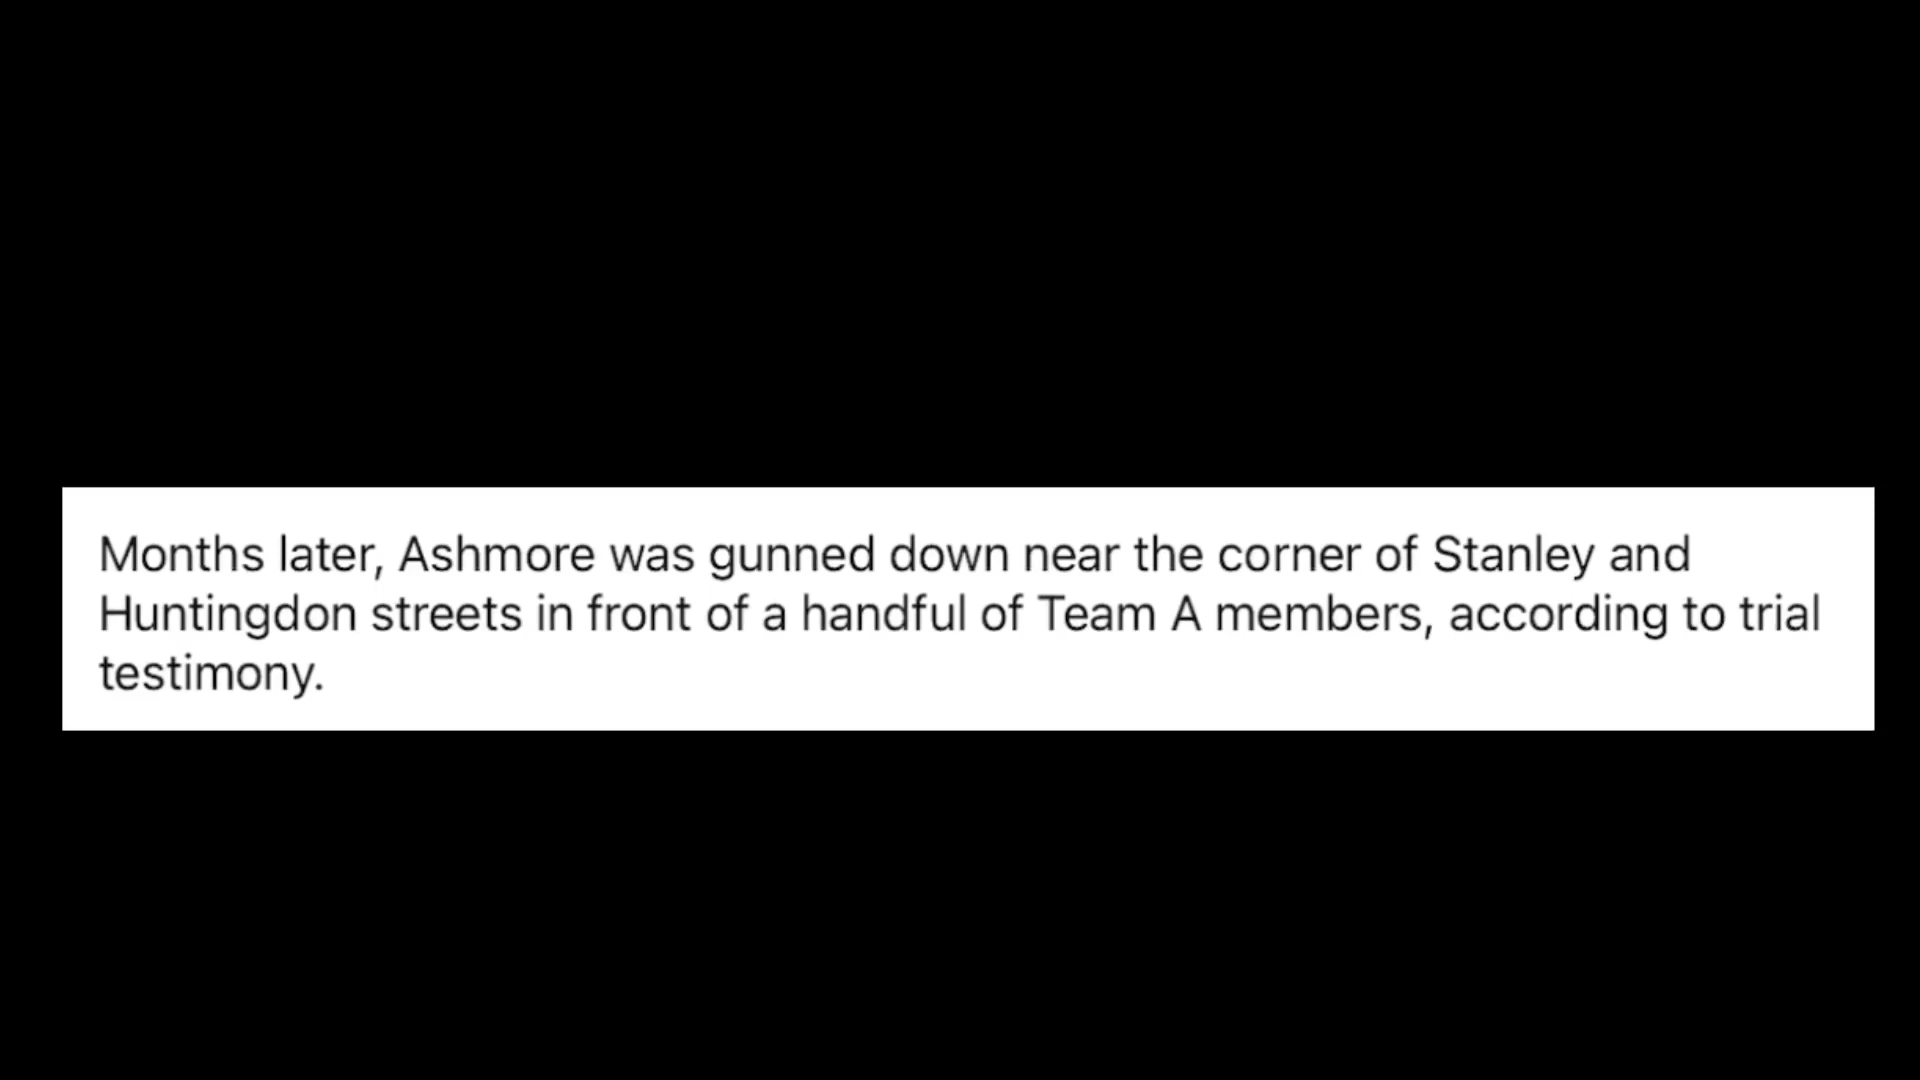 Months later, Ashmore was gunned down near the corner of Stanley and
Huntingdon streets in front of a handful of Team A members, according to trial
testimony.